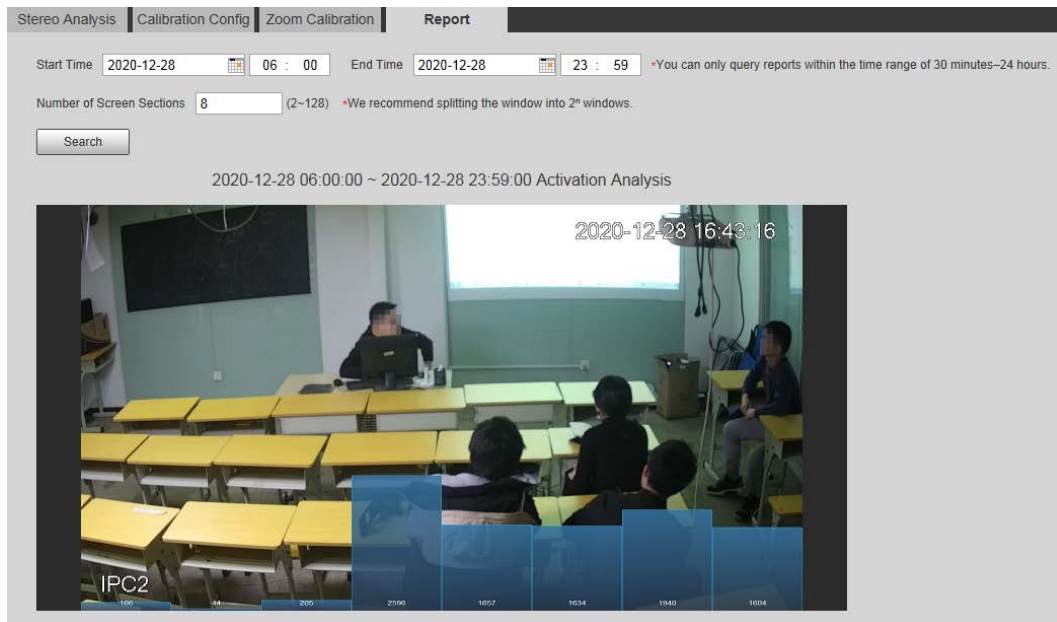 Stereo Analysis Calibration Config Zoom Calibration Report
Start Time 2020-12-28 06 : 00 End Time 2020-12-28 23 : 59 *You can only query reports within the time range of 30 minutes–24 hours.
Number of Screen Sections 8 (2~128) *We recommend splitting the window into 2ⁿ windows.
Search
2020-12-28 06:00:00 ~ 2020-12-28 23:59:00 Activation Analysis
2020-12-28 16:43:16
IPC2
44 205 2596 1657 1634 1940 1604